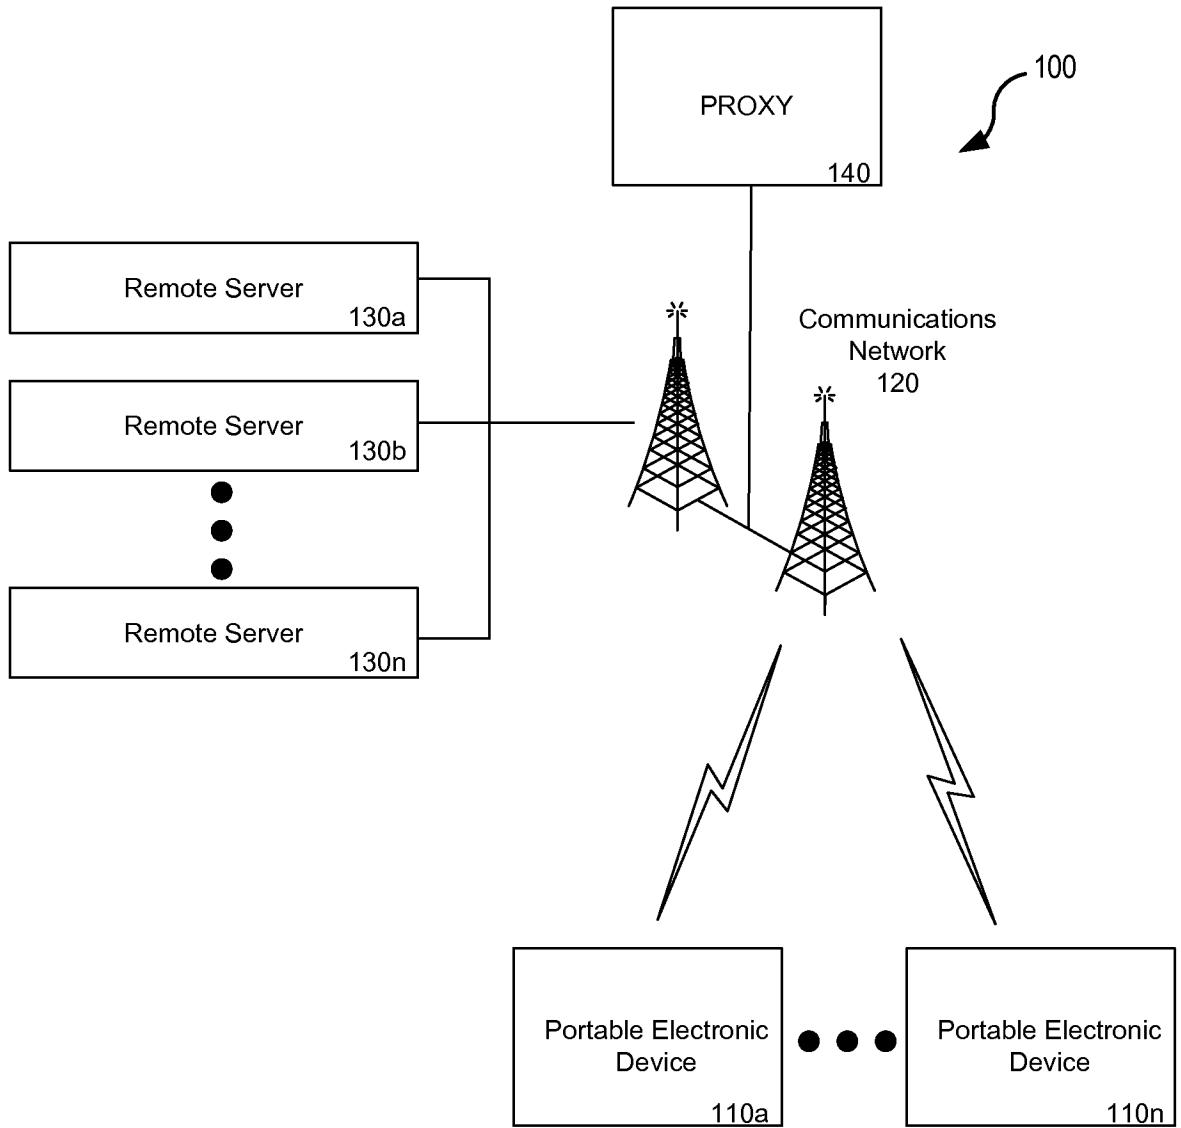 PROXY
140
100
Remote Server
130a
Communications
Network
120
Remote Server
130b
Remote Server
130n
Portable Electronic
Device
110a
Portable Electronic
Device
110n